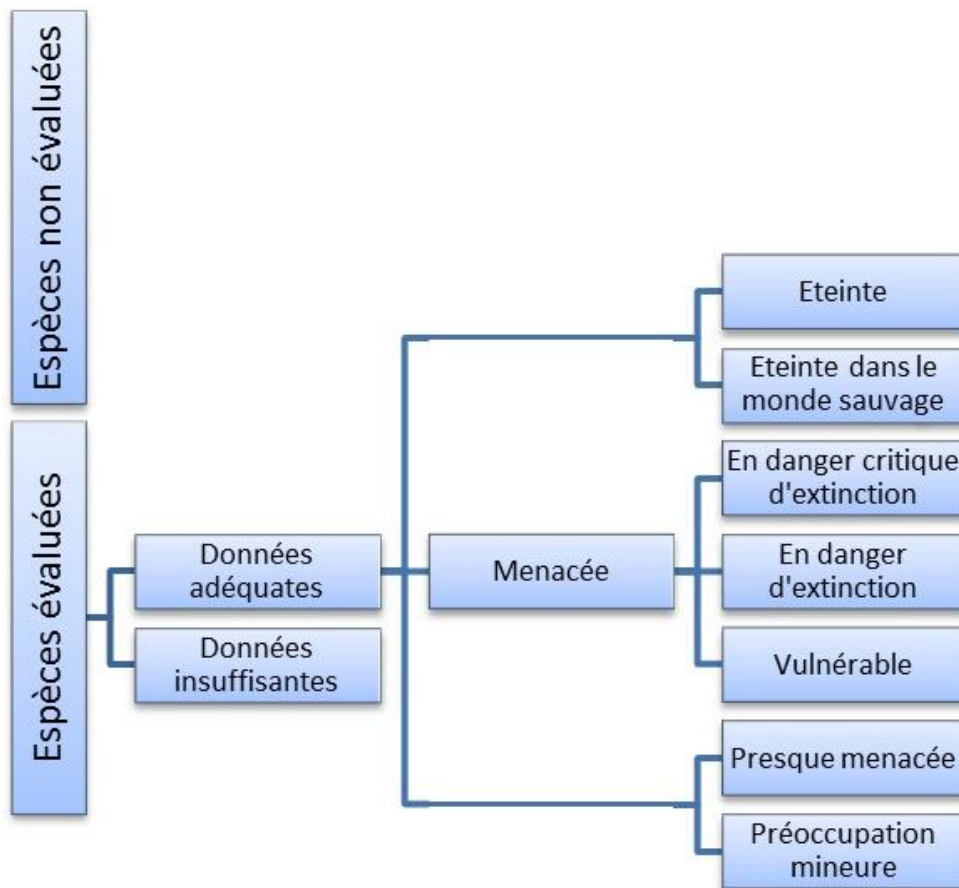 Espèces non évaluées
Espèces évaluées
Données
adéquates
Données
insuffisantes
Menacée
Eteinte
Eteinte dans le
monde sauvage
En danger critique
d'extinction
En danger
d'extinction
Vulnérable
Presque menacée
Préoccupation
mineure